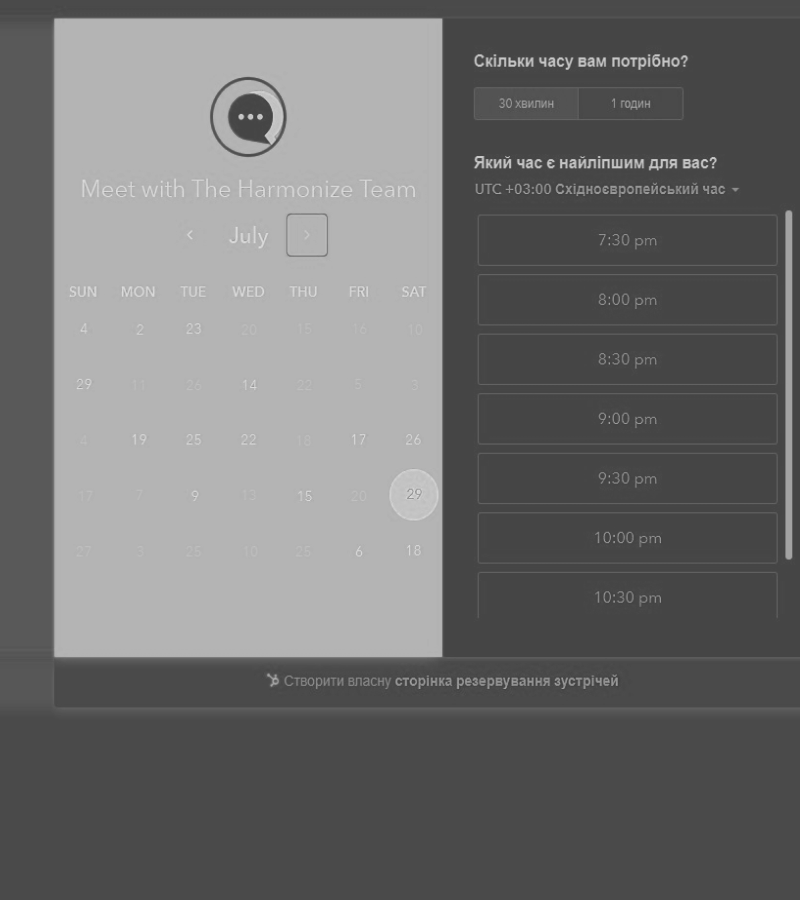 Meet with The Harmonize Team
July
SUN MON TUE WED THU FRI SAT
4 2 23 20 15 16 10
29 11 26 14 22 5 3
4 19 25 22 18 17 26
17 7 9 13 15 20 29
27 3 25 10 25 6 18
Скільки часу вам потрібно?
30 хвилин 1 годин
Який час є найліпшим для вас?
UTC +03:00 Східноєвропейський час
7:30 pm
8:00 pm
8:30 pm
9:00 pm
9:30 pm
10:00 pm
10:30 pm
Створити власну сторінка резервування зустрічей